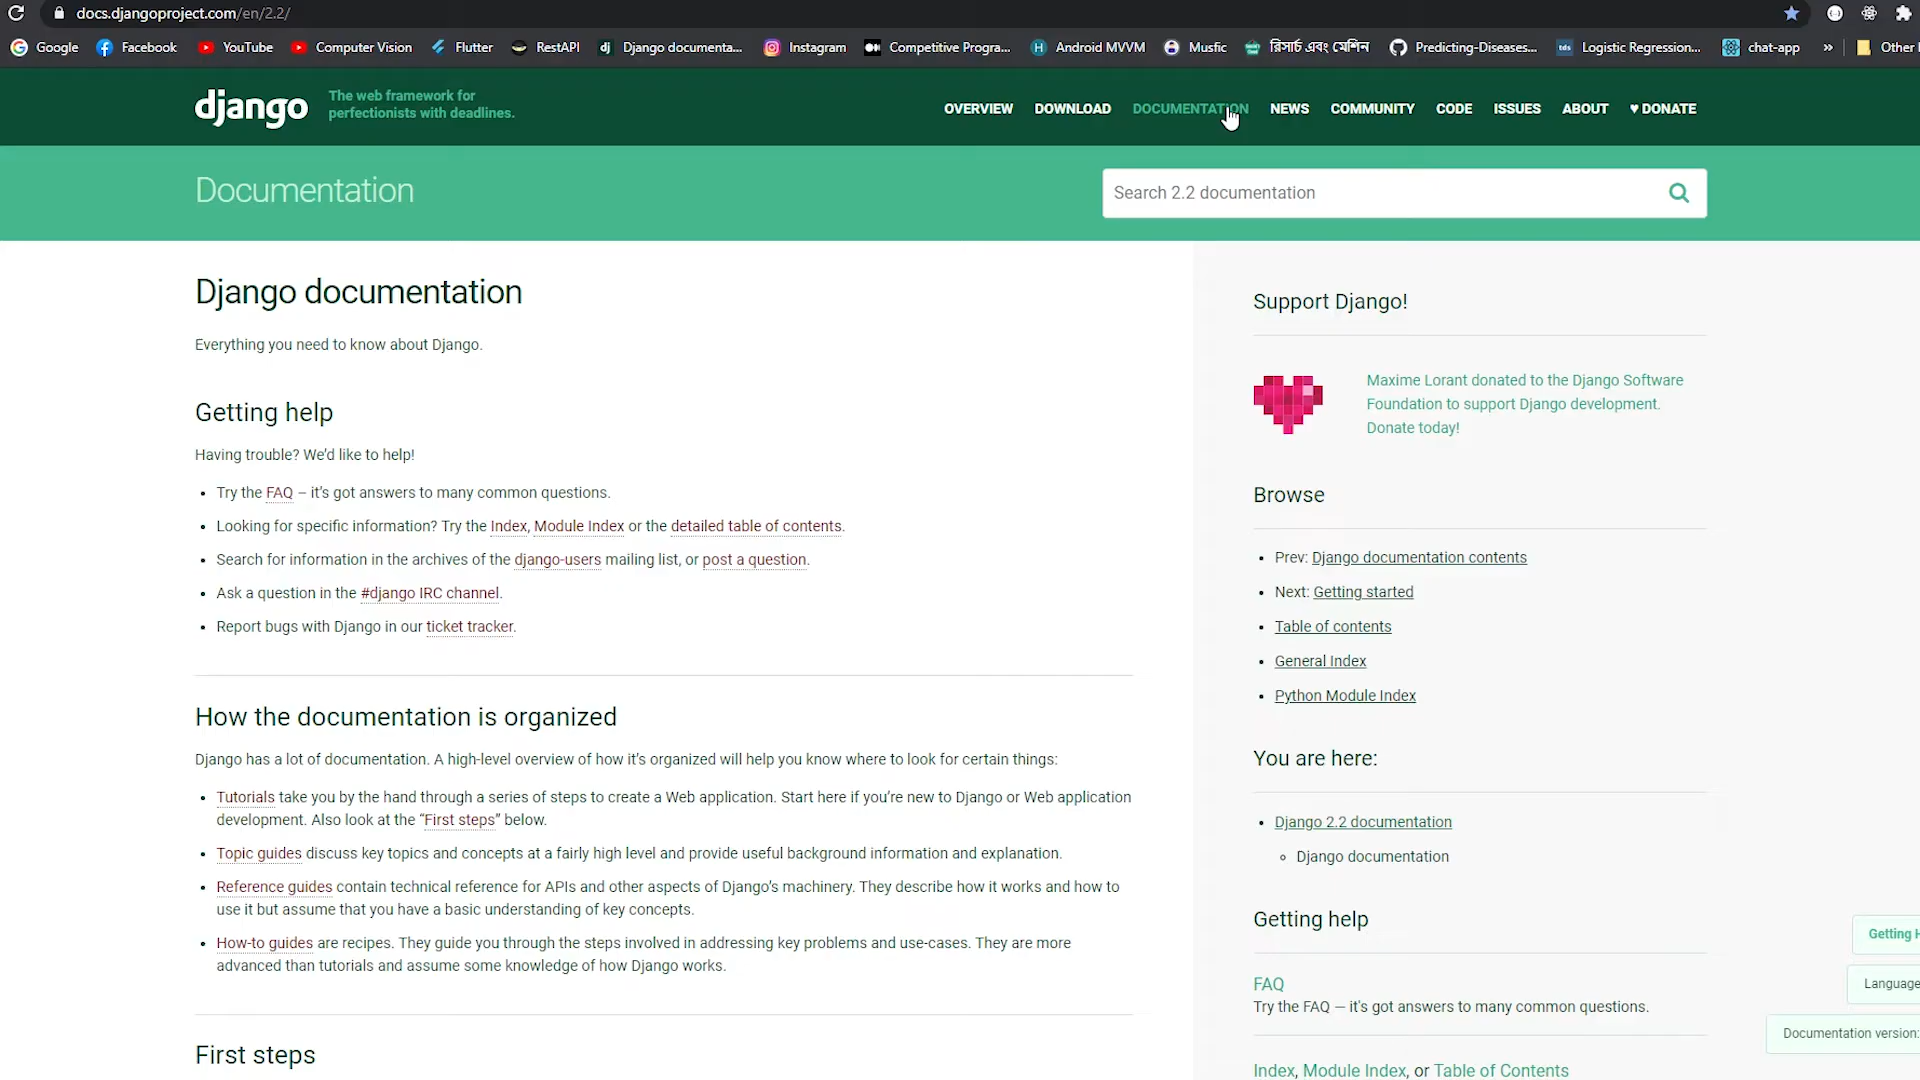 docs.djangoproject.com/en/2.2/
Google Facebook YouTube Computer Vision Flutter RestAPI Django documenta... Instagram Competitive Progra... Android MVVM Musfic রিসার্চ এবং মেশিন Predicting-Diseases... Logistic Regression... chat-app » Other
django
The web framework for
perfectionists with deadlines.
OVERVIEW DOWNLOAD DOCUMENTATION NEWS COMMUNITY CODE ISSUES ABOUT ♥ DONATE
Documentation
Search 2.2 documentation
Django documentation
Everything you need to know about Django.
Getting help
Having trouble? We’d like to help!
• Try the FAQ – it’s got answers to many common questions.
• Looking for specific information? Try the Index, Module Index or the detailed table of contents.
• Search for information in the archives of the django-users mailing list, or post a question.
• Ask a question in the #django IRC channel.
• Report bugs with Django in our ticket tracker.
How the documentation is organized
Django has a lot of documentation. A high-level overview of how it’s organized will help you know where to look for certain things:
• Tutorials take you by the hand through a series of steps to create a Web application. Start here if you’re new to Django or Web application
development. Also look at the “First steps” below.
• Topic guides discuss key topics and concepts at a fairly high level and provide useful background information and explanation.
• Reference guides contain technical reference for APIs and other aspects of Django’s machinery. They describe how it works and how to
use it but assume that you have a basic understanding of key concepts.
• How-to guides are recipes. They guide you through the steps involved in addressing key problems and use-cases. They are more
advanced than tutorials and assume some knowledge of how Django works.
First steps
Support Django!
Maxime Lorant donated to the Django Software
Foundation to support Django development.
Donate today!
Browse
• Prev: Django documentation contents
• Next: Getting started
• Table of contents
• General Index
• Python Module Index
You are here:
• Django 2.2 documentation
◦ Django documentation
Getting help
FAQ
Try the FAQ — it's got answers to many common questions.
Index, Module Index, or Table of Contents
Getting H
Language
Documentation version: